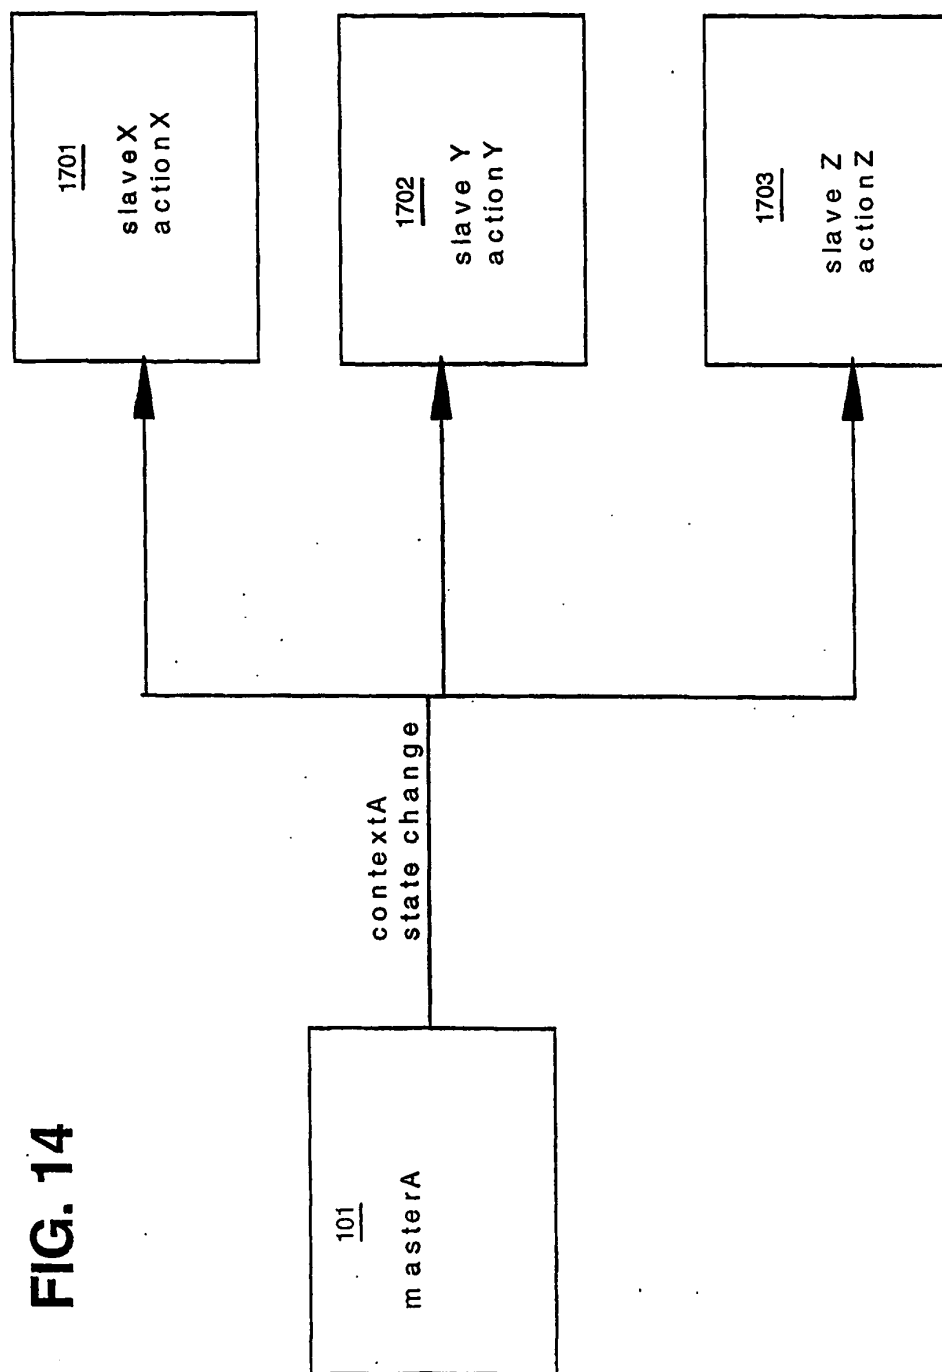 FIG. 14
101
masterA
contextA
state change
1701
slaveX
actionX
1702
slave Y
actionY
1703
slave Z
actionZ